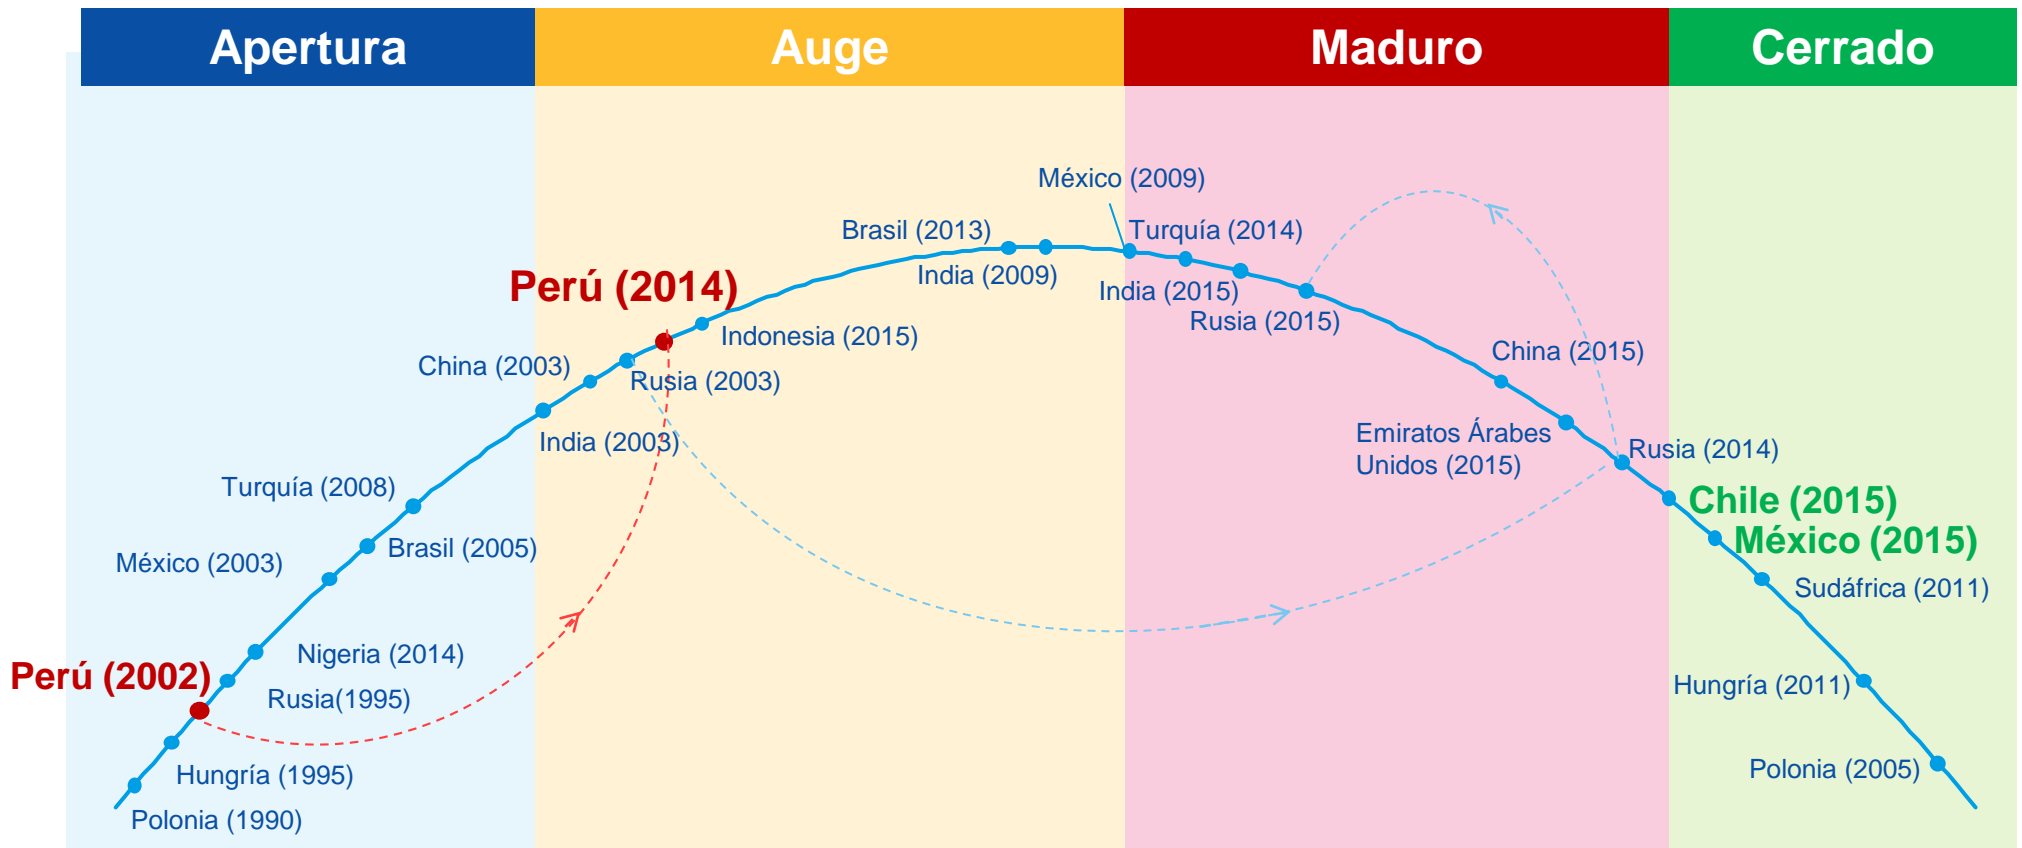 Apertura
Auge
Maduro
Cerrado
México (2009)
Brasil (2013)
Turquía (2014)
India (2009)
Perú (2014)
India (2015)
Rusia (2015)
Indonesia (2015)
China (2003)
China (2015)
Rusia (2003)
India (2003)
Emiratos Árabes
Unidos (2015)
Rusia (2014)
Turquía (2008)
Chile (2015)
México (2015)
Brasil (2005)
México (2003)
Sudáfrica (2011)
Nigeria (2014)
Perú (2002)
Rusia(1995)
Hungría (2011)
Hungría (1995)
Polonia (2005)
Polonia (1990)